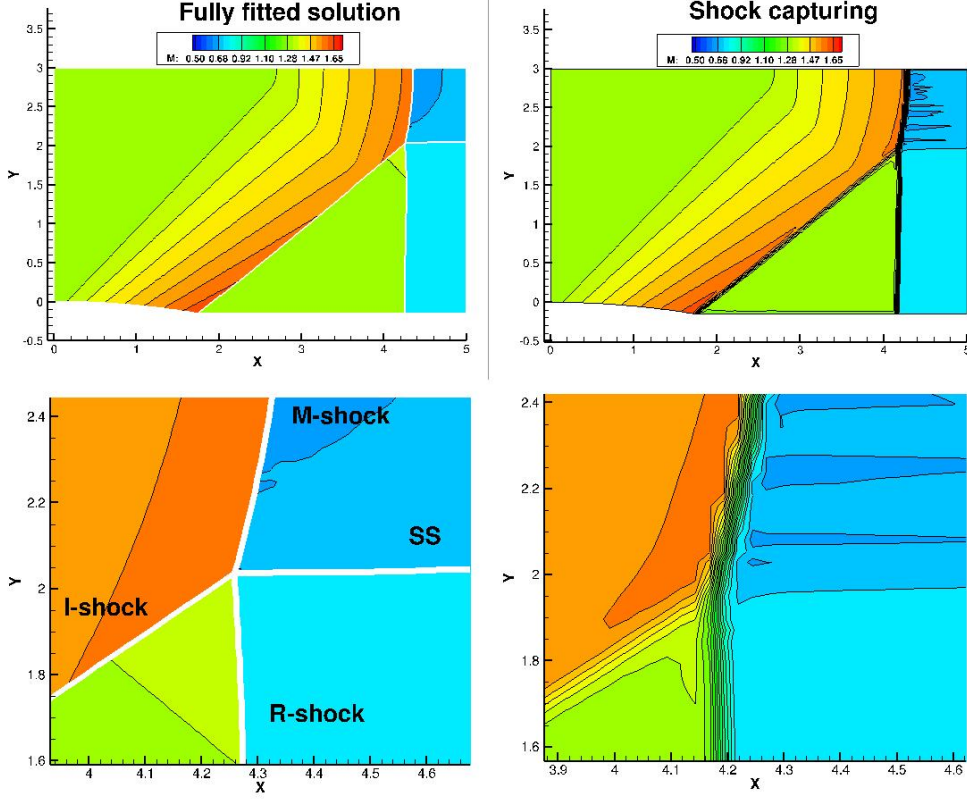 Fully fitted solution
M: 0.50 0.68 0.92 1.10 1.28 1.47 1.65
3.5
3
2.5
2
1.5
1
0.5
0
-0.5
Y
0 1 2 3 4 5
X
Shock capturing
M: 0.50 0.58 0.92 1.10 1.28 1.47 1.65
3.5
3
2.5
2
1.5
1
0.5
0
-0.5
Y
0 1 2 3 4 5
X
M-shock
SS
I-shock
R-shock
2.4
2.2
2
1.8
1.6
Y
4 4.1 4.2 4.3 4.4 4.5 4.6
X
2.4
2.2
2
1.8
1.6
Y
3.9 4 4.1 4.2 4.3 4.4 4.5 4.6
X